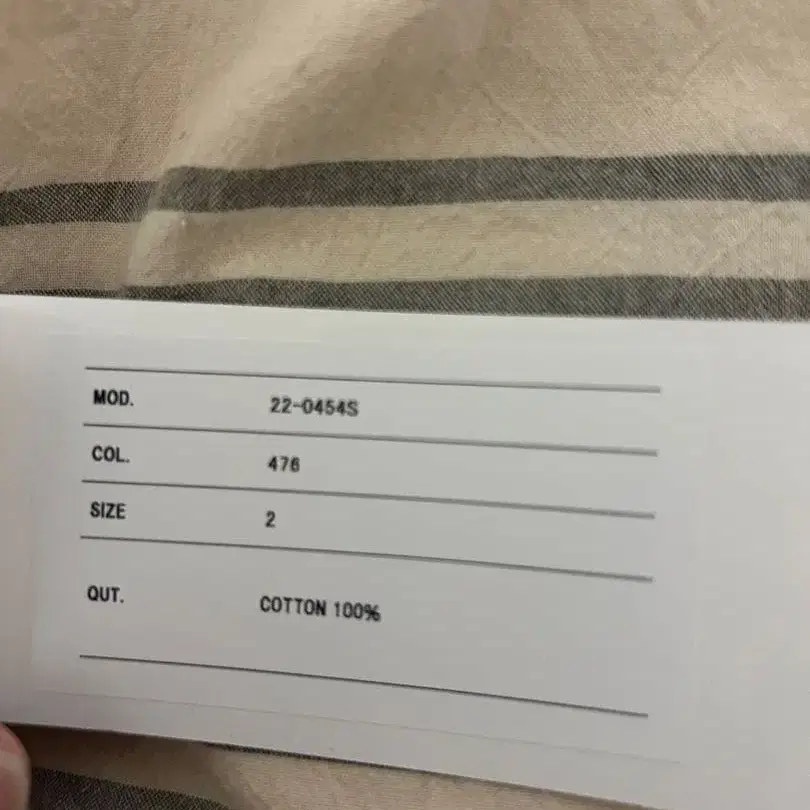 MOD. 22-0454S
COL. 476
SIZE 2
QUT. COTTON 100%